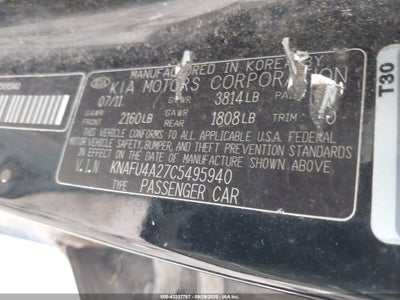 MANUFACTURED IN KOREA BY
KIA MOTORS CORPORATION
07/11 GVWR 3814LB
GAWR FRONT 2160LB GAWR REAR 1808LB TRIM
THIS VEHICLE CONFORMS TO ALL APPLICABLE U.S.A. FEDERAL
MOTOR VEHICLE SAFETY, BUMPER, AND THEFT PREVENTION STANDARDS
IN EFFECT ON THE DATE OF MANUFACTURE SHOWN ABOVE.
V.I.N KNAFU4A27C5495940
TYPE: PASSENGER CAR
T30